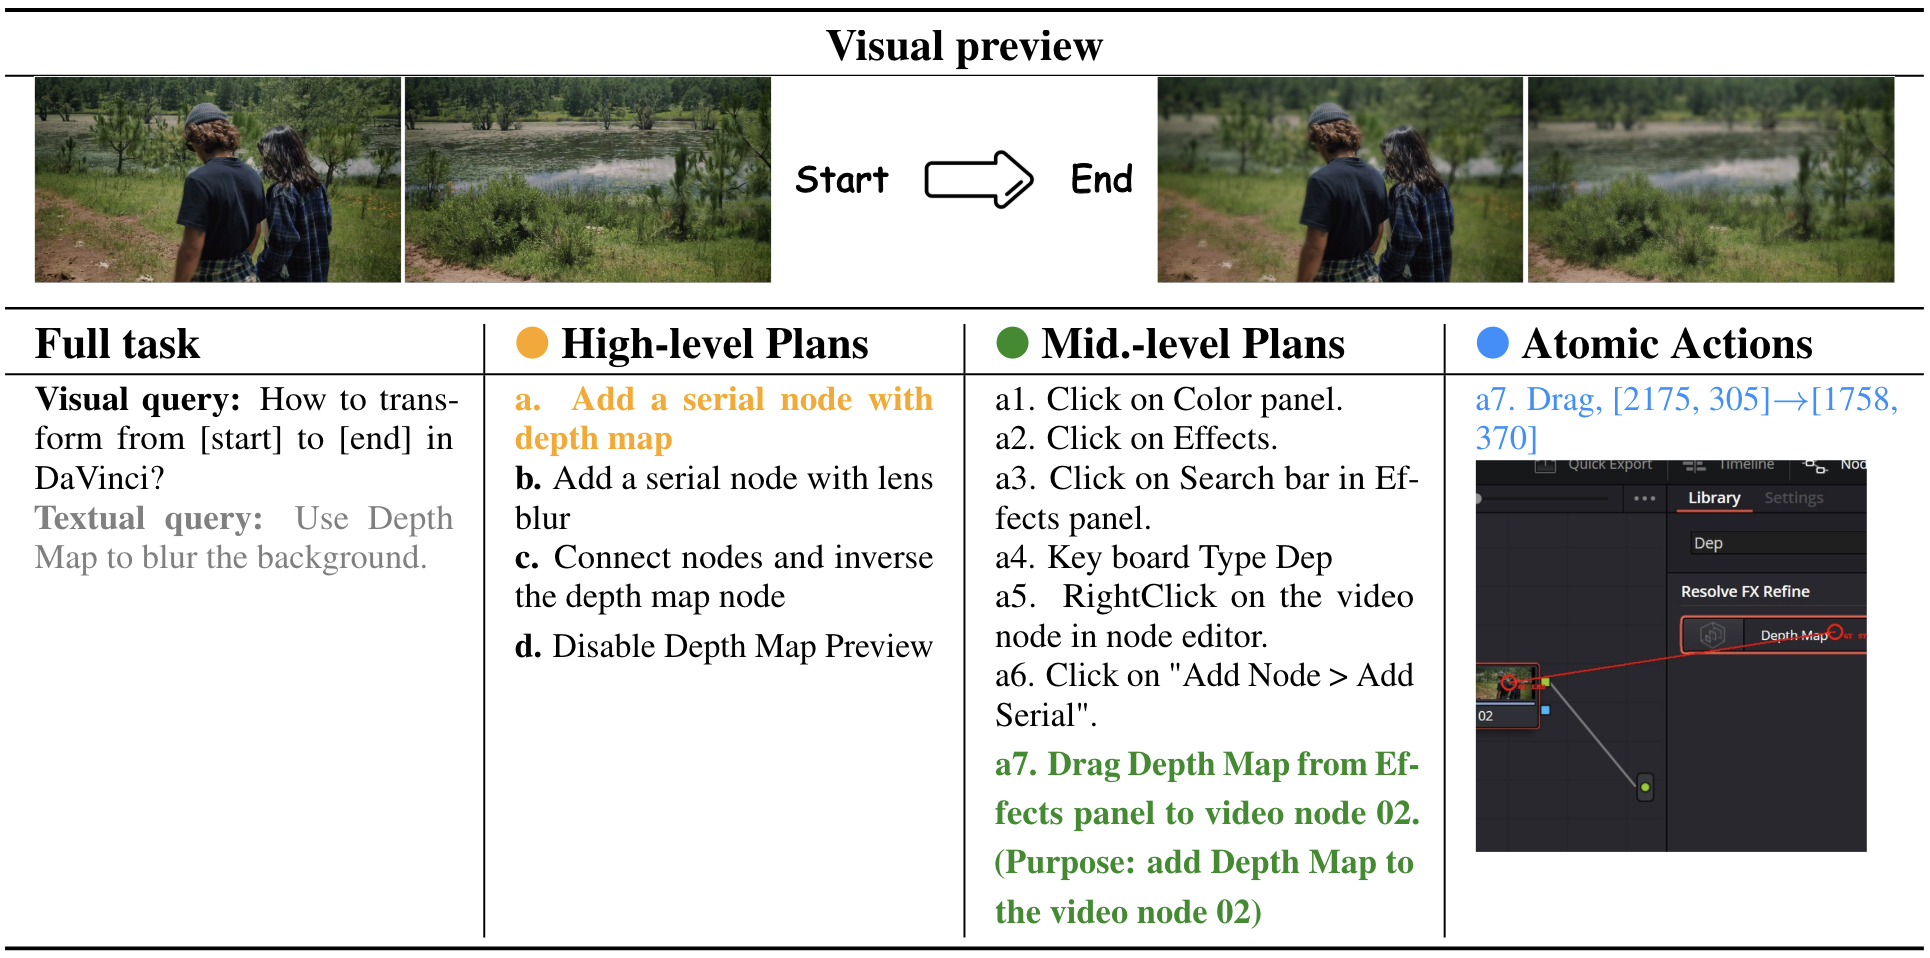 Visual preview
Start
End
Full task
Visual query: How to trans-
form from [start] to [end] in
DaVinci?
Textual query: Use Depth
Map to blur the background.
High-level Plans
a. Add a serial node with
depth map
b. Add a serial node with lens
blur
c. Connect nodes and inverse
the depth map node
d. Disable Depth Map Preview
Mid.-level Plans
a1. Click on Color panel.
a2. Click on Effects.
a3. Click on Search bar in Ef-
fects panel.
a4. Key board Type Dep
a5. RightClick on the video
node in node editor.
a6. Click on "Add Node > Add
Serial".
a7. Drag Depth Map from Ef-
fects panel to video node 02.
(Purpose: add Depth Map to
the video node 02)
Atomic Actions
a7. Drag, [2175, 305]→[1758,
370]
Quick Export
Timeline
Library
Settings
Dep
Resolve FX Refine
Depth Map
02